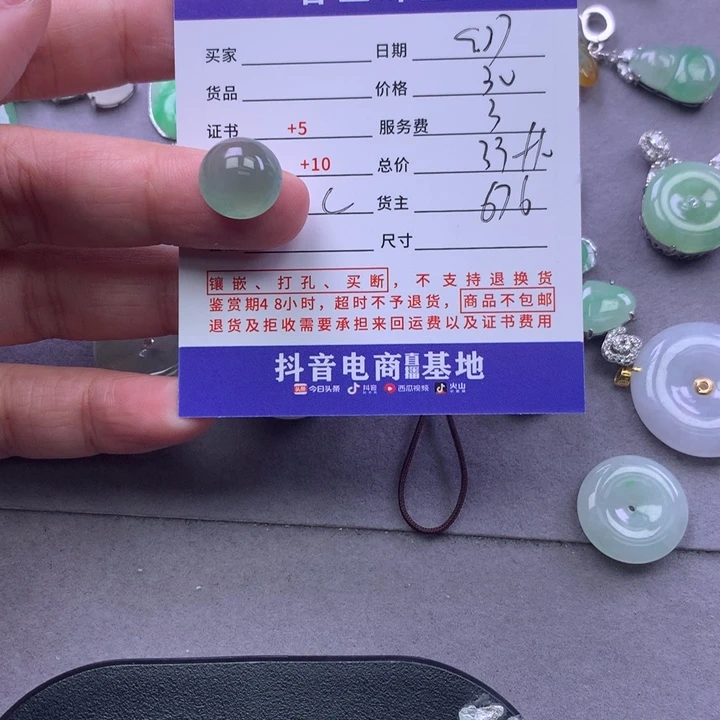 买家 日期
货品 价格 30
证书 +5 服务费 3
+10 总价 33
C 货主 676
尺寸
镶嵌、打孔、买断，不支持退换货
鉴赏期48小时，超时不予退货，商品不包邮
退货及拒收需要承担来回运费以及证书费用
抖音电商直播基地
头条 今日头条 抖音 西瓜视频 火山